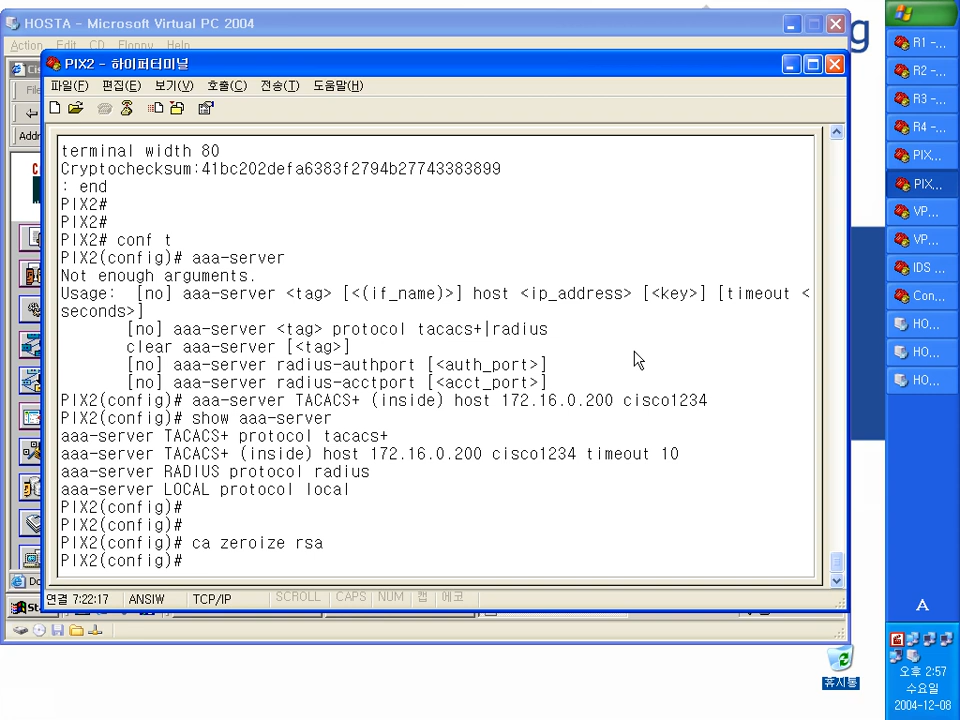 HOSTA - Microsoft Virtual PC 2004
Action Edit CD Floppy Help
PIX2 - 하이퍼터미널
파일(F) 편집(E) 보기(V) 호출(C) 전송(T) 도움말(H)
terminal width 80
Cryptochecksum:41bc202defa6383f2794b27743383899
: end
PIX2#
PIX2#
PIX2# conf t
PIX2(config)# aaa-server
Not enough arguments.
Usage: [no] aaa-server <tag> [<(if_name)>] host <ip_address> [<key>] [timeout <
seconds>]
[no] aaa-server <tag> protocol tacacs+|radius
clear aaa-server [<tag>]
[no] aaa-server radius-authport [<auth_port>]
[no] aaa-server radius-acctport [<acct_port>]
PIX2(config)# aaa-server TACACS+ (inside) host 172.16.0.200 cisco1234
PIX2(config)# show aaa-server
aaa-server TACACS+ protocol tacacs+
aaa-server TACACS+ (inside) host 172.16.0.200 cisco1234 timeout 10
aaa-server RADIUS protocol radius
aaa-server LOCAL protocol local
PIX2(config)#
PIX2(config)#
PIX2(config)# ca zeroize rsa
PIX2(config)#
연결 7:22:17 ANSIW TCP/IP SCROLL CAPS NUM 캡 에코
R1 -...
R2 -...
R3 -...
R4 -...
PIX...
PIX...
VP...
VP...
IDS ...
Con...
HO...
HO...
HO...
A
오후 2:57
수요일
2004-12-08
휴지통